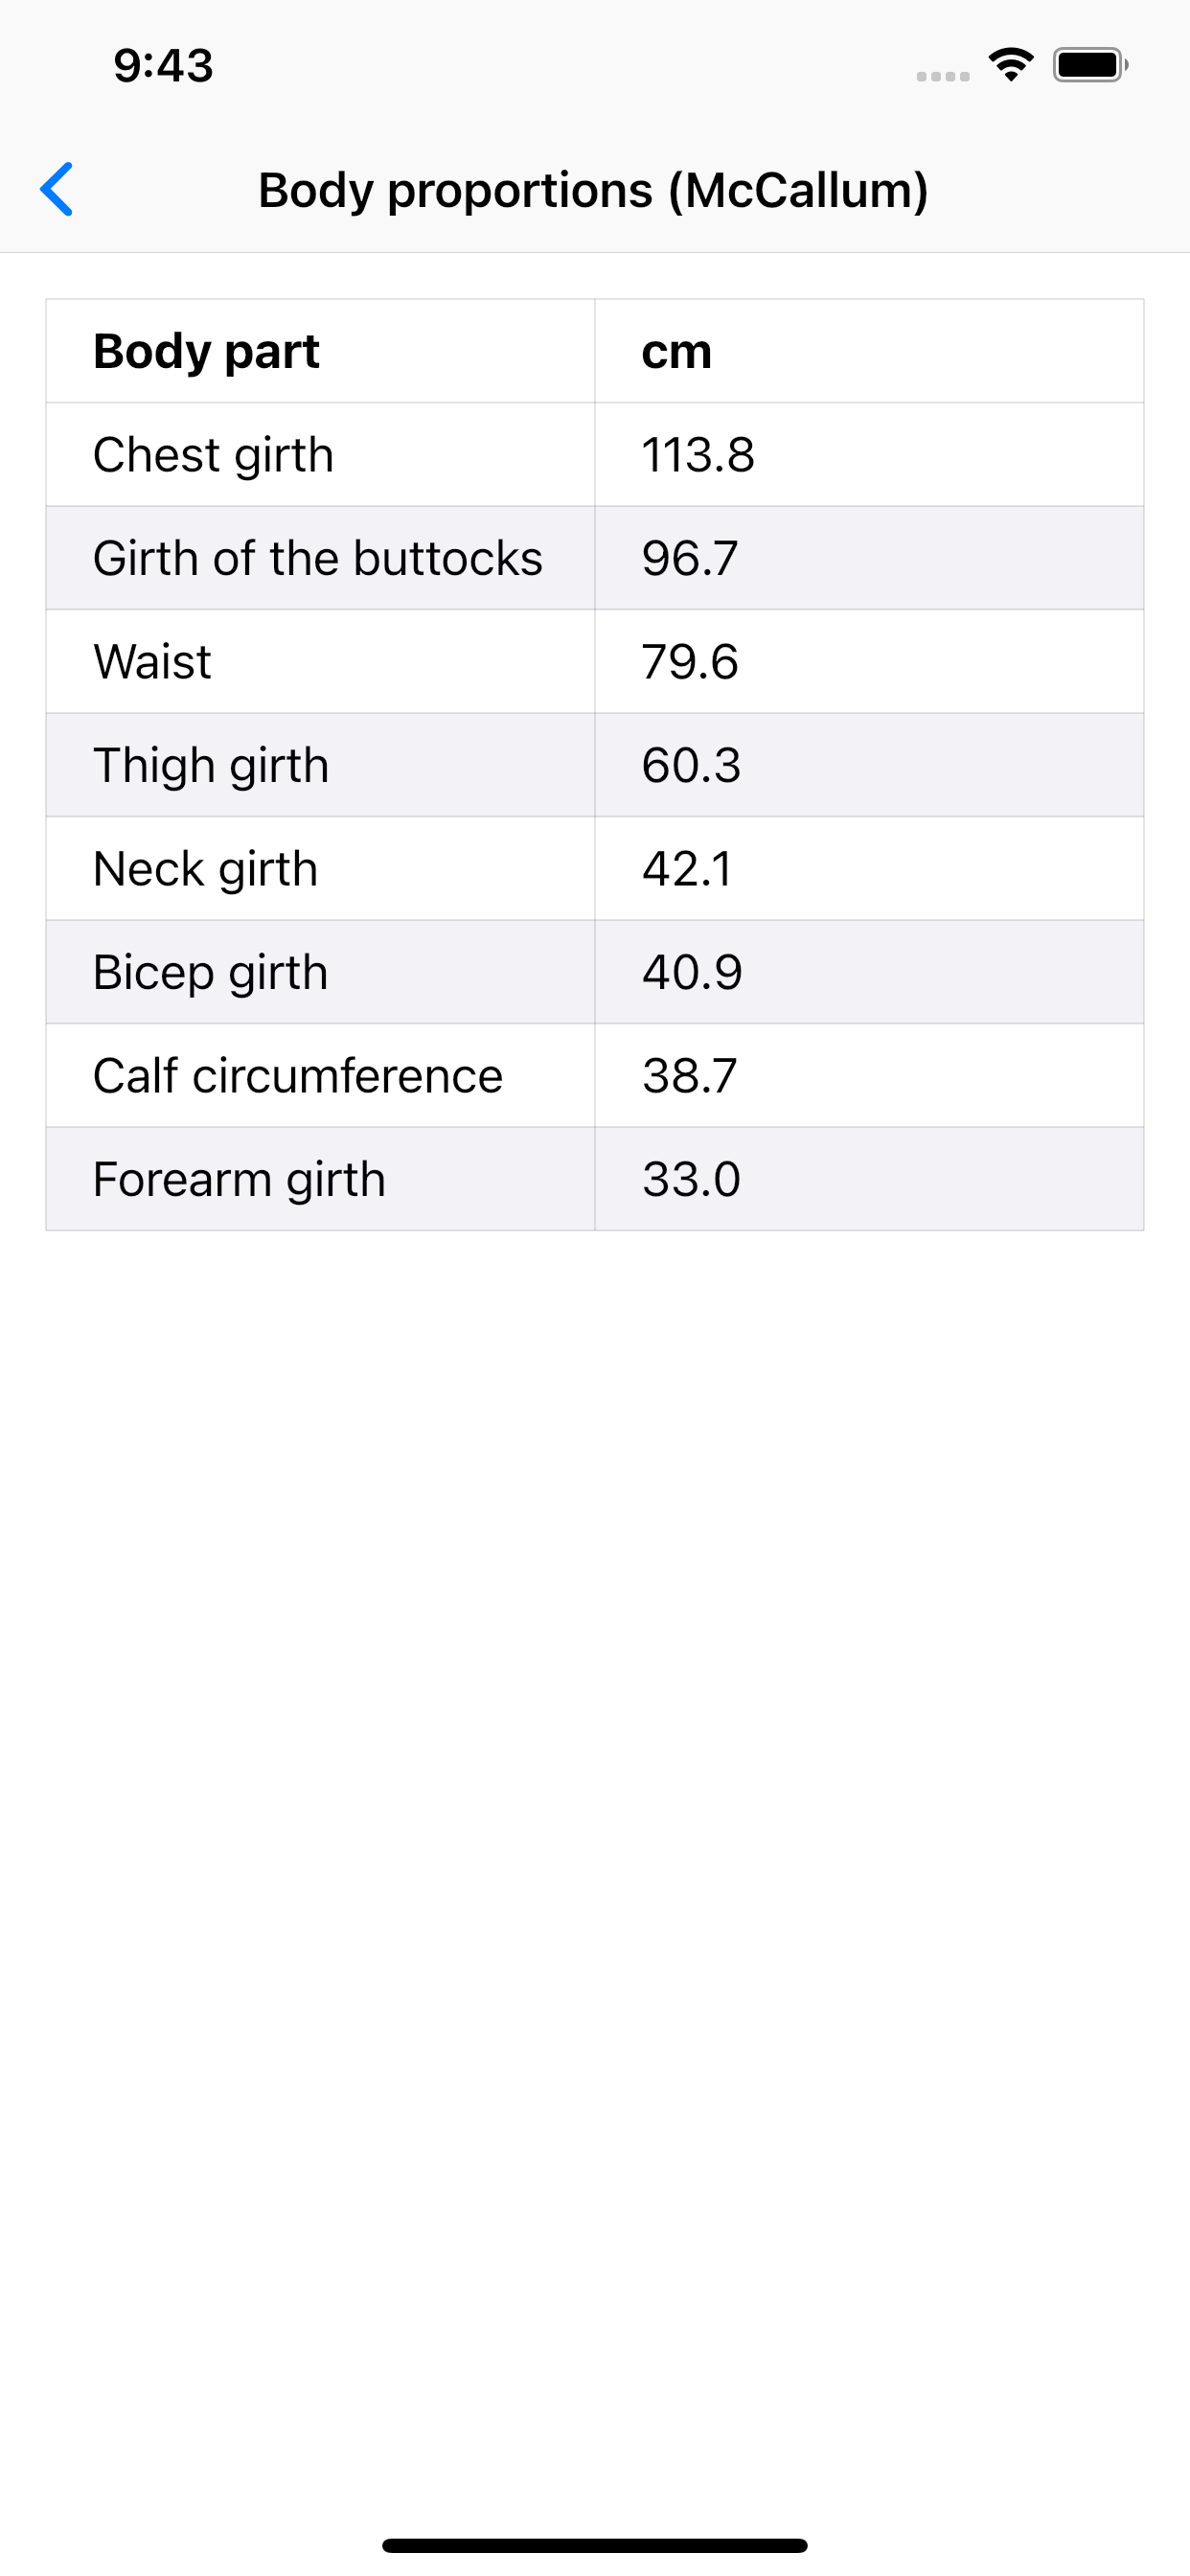 9:43
Body proportions (McCallum)
Body part cm
Chest girth 113.8
Girth of the buttocks 96.7
Waist 79.6
Thigh girth 60.3
Neck girth 42.1
Bicep girth 40.9
Calf circumference 38.7
Forearm girth 33.0